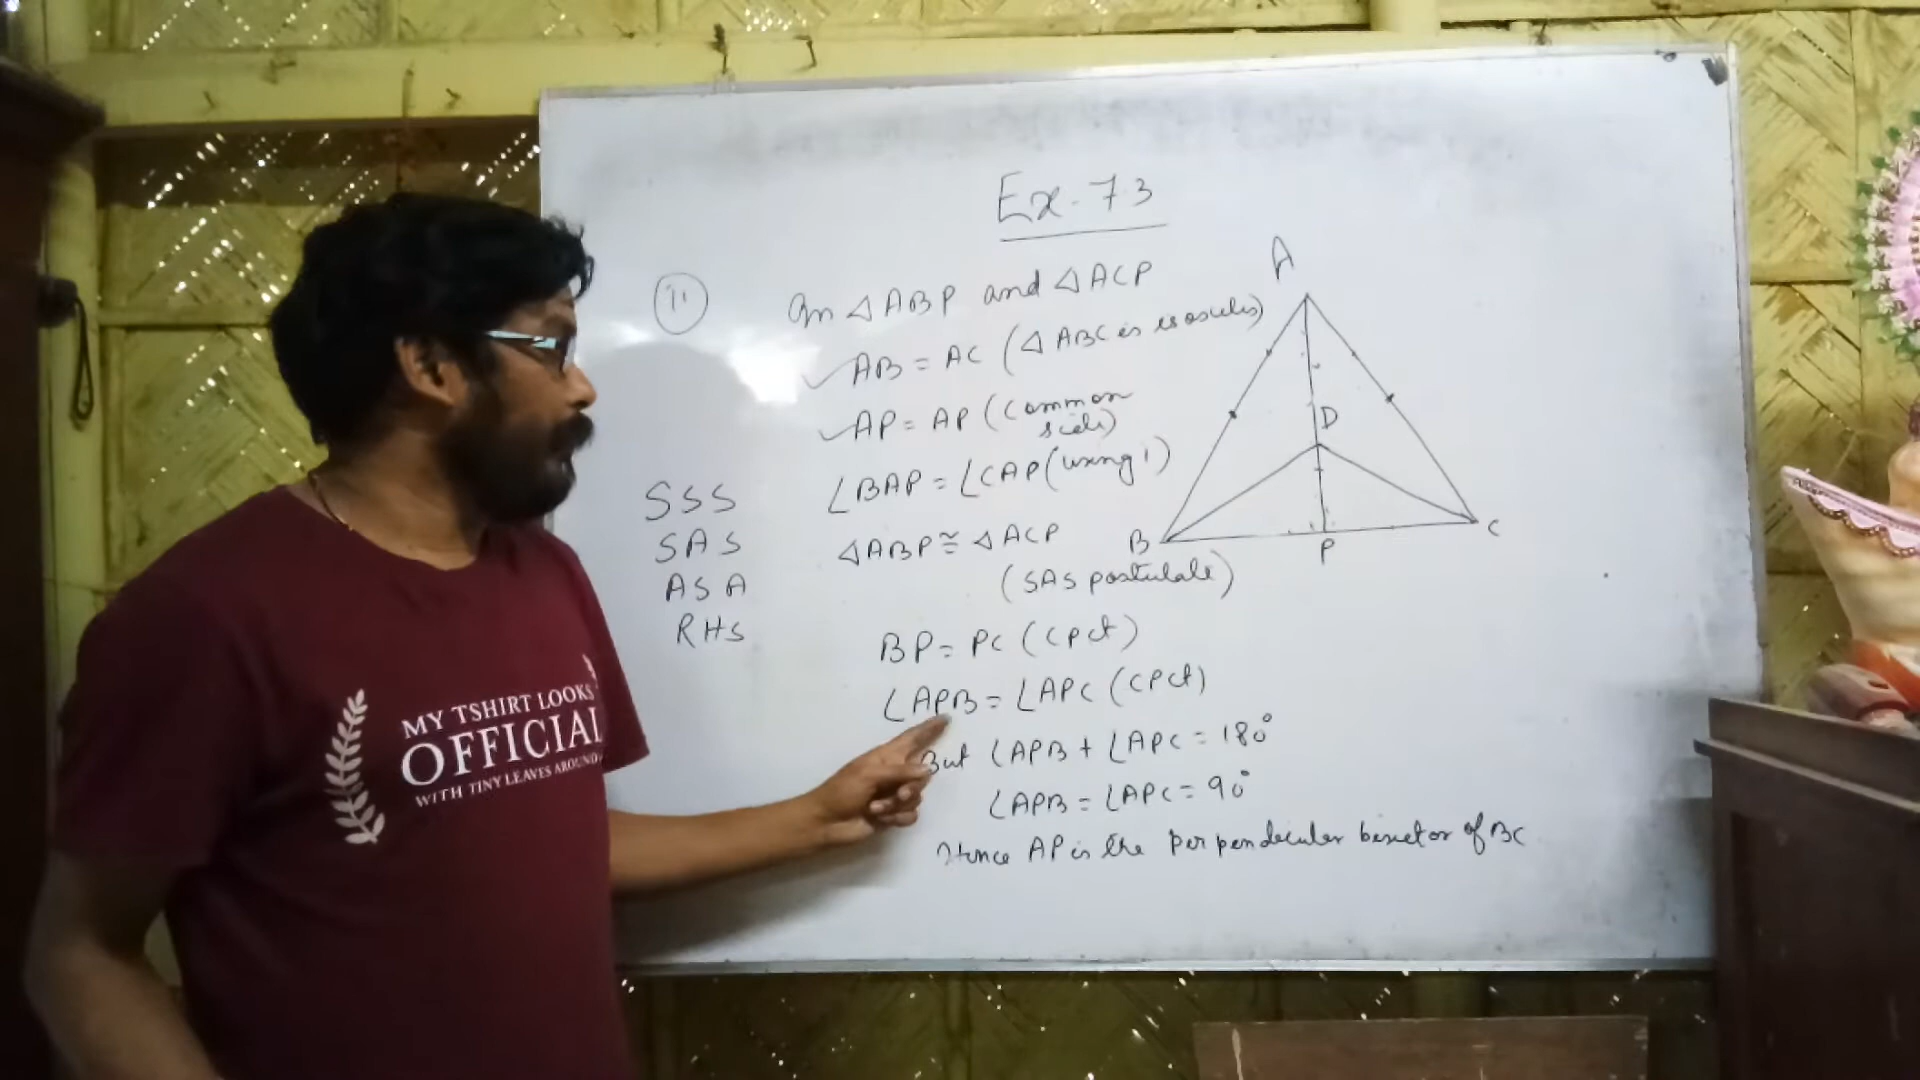 Ex. 7.3
11
In △ABP and △ACP
AB = AC (△ABC is isosceles)
AP = AP (common
side)
∠BAP = ∠CAP (using 1)
△ABP ≅ △ACP
(SAS postulate)
BP = PC (CPCt)
∠APB = ∠APC (CPCt)
But ∠APB + ∠APC = 180°
∠APB = ∠APC = 90°
Hence AP is the perpendicular bisector of BC
SSS
SAS
ASA
RHS
A
D
B
P
C
MY TSHIRT LOOKS
OFFICIAL
WITH TINY LEAVES AROUND